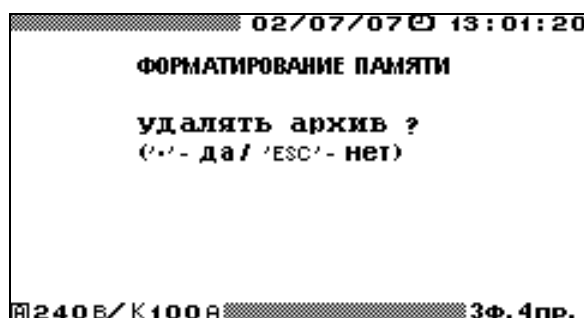 02/07/07 13:01:20
ФОРМАТИРОВАНИЕ ПАМЯТИ
удалять архив ?
('•'- да/ 'ESC'- нет)
А 240В/К100А 3ф.4пр.